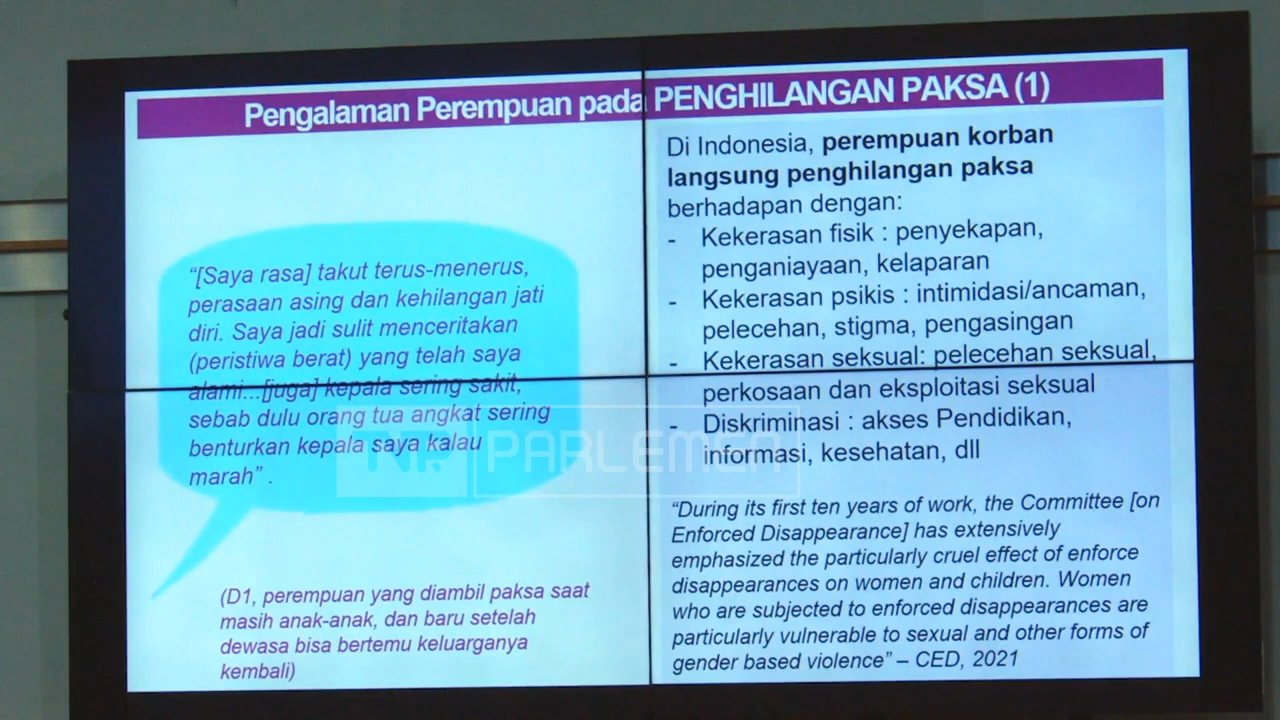 Pengalaman Perempuan pada PENGHILANGAN PAKSA (1)
“[Saya rasa] takut terus-menerus,
perasaan asing dan kehilangan jati
diri. Saya jadi sulit menceritakan
(peristiwa berat) yang telah saya
alami...[juga] kepala sering sakit,
sebab dulu orang tua angkat sering
benturkan kepala saya kalau
marah” .
(D1, perempuan yang diambil paksa saat
masih anak-anak, dan baru setelah
dewasa bisa bertemu keluarganya
kembali)
Di Indonesia, perempuan korban
langsung penghilangan paksa
berhadapan dengan:
- Kekerasan fisik : penyekapan,
penganiayaan, kelaparan
- Kekerasan psikis : intimidasi/ancaman,
pelecehan, stigma, pengasingan
- Kekerasan seksual: pelecehan seksual,
perkosaan dan eksploitasi seksual
- Diskriminasi : akses Pendidikan,
informasi, kesehatan, dll
“During its first ten years of work, the Committee [on
Enforced Disappearance] has extensively
emphasized the particularly cruel effect of enforce
disappearances on women and children. Women
who are subjected to enforced disappearances are
particularly vulnerable to sexual and other forms of
gender based violence” – CED, 2021
PARLEMEN